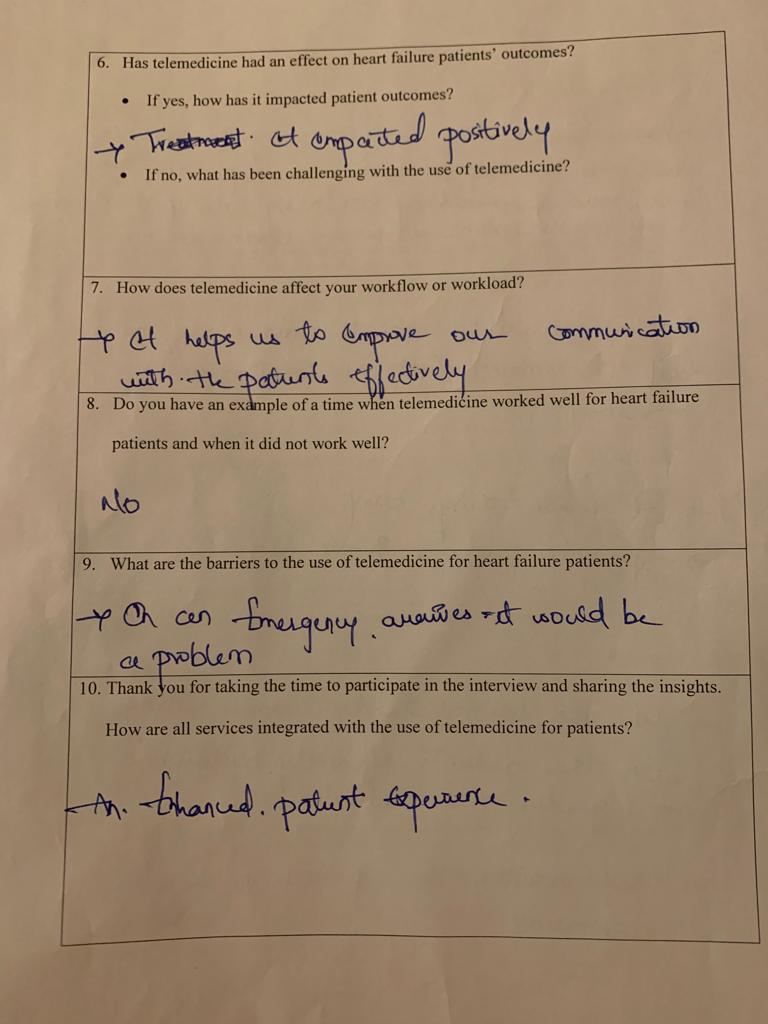 6. Has telemedicine had an effect on heart failure patients' outcomes?
• If yes, how has it impacted patient outcomes?
→ Treatment. It impacted positively
• If no, what has been challenging with the use of telemedicine?
7. How does telemedicine affect your workflow or workload?
→ It helps us to improve our communication
with the patients effectively
8. Do you have an example of a time when telemedicine worked well for heart failure
patients and when it did not work well?
No
9. What are the barriers to the use of telemedicine for heart failure patients?
→ If an Emergency arrives it would be
a problem
10. Thank you for taking the time to participate in the interview and sharing the insights.
How are all services integrated with the use of telemedicine for patients?
An. Enhanced. patient experience.